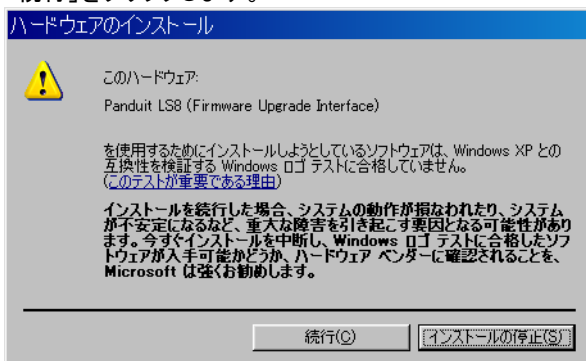 ハードウェアのインストール
このハードウェア:
Panduit LS8 (Firmware Upgrade Interface)
を使用するためにインストールしようとしているソフトウェアは、Windows XP との
互換性を検証する Windows ロゴ テストに合格していません。
(このテストが重要である理由)
インストールを続行した場合、システムの動作が損なわれたり、システム
が不安定になるなど、重大な障害を引き起こす要因となる可能性があり
ます。今すぐインストールを中断し、Windows ロゴ テストに合格したソフ
トウェアが入手可能かどうか、ハードウェア ベンダーに確認されることを、
Microsoft は強くお勧めします。
続行(C)
インストールの停止(S)